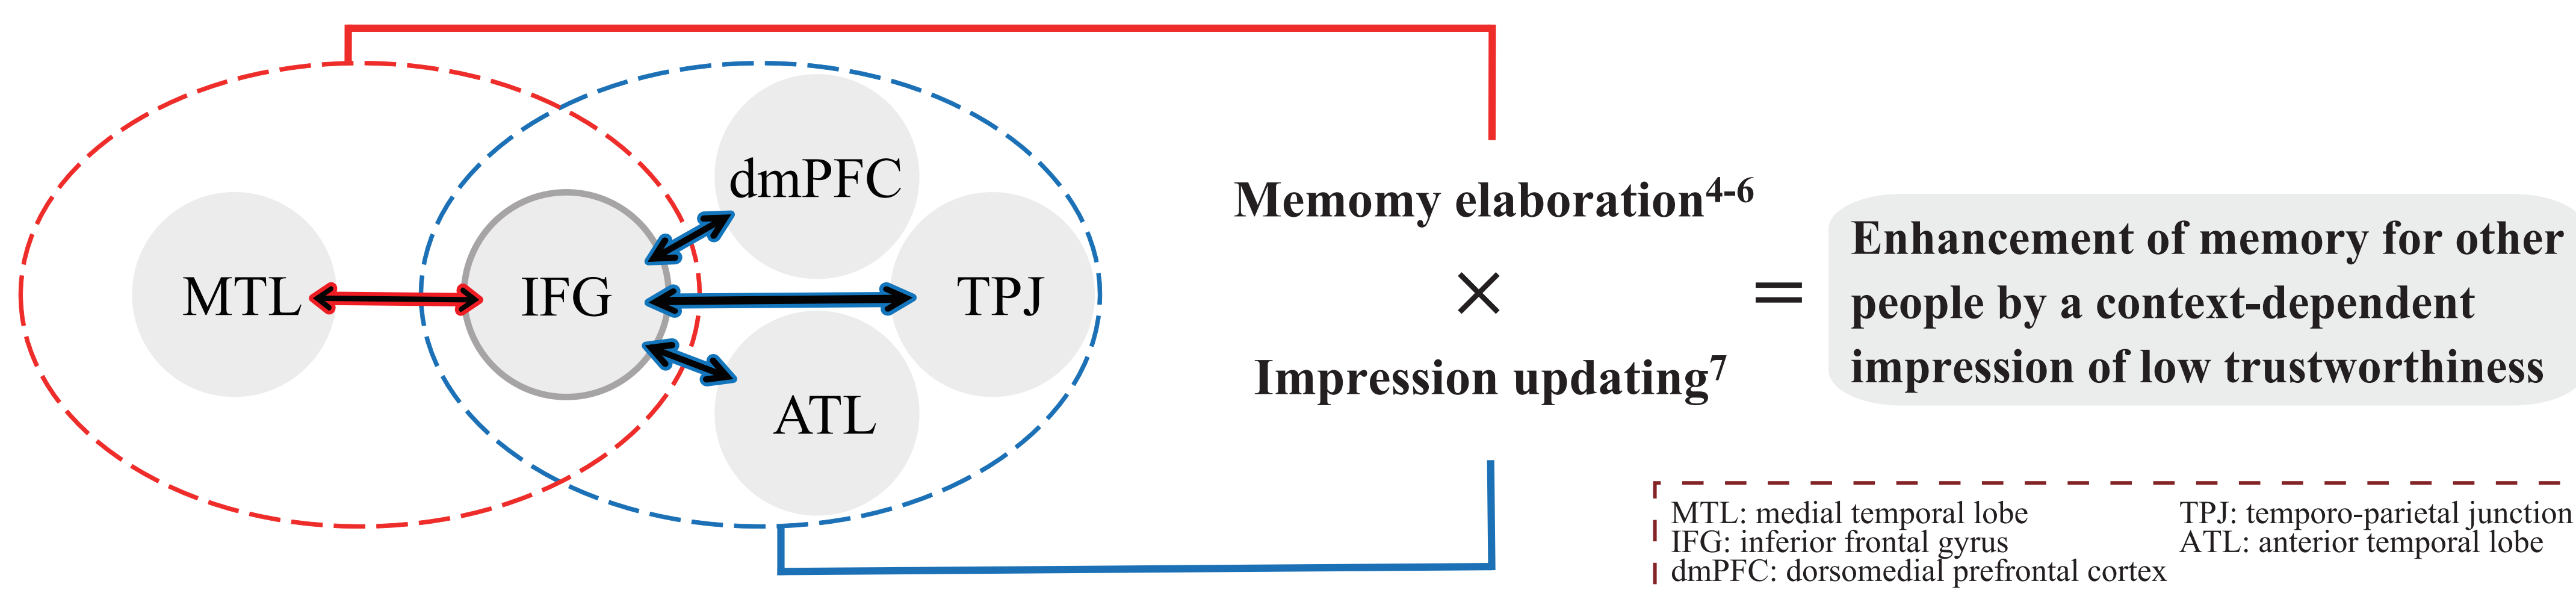 dmPFC
MTL
IFG
TPJ
ATL
Memomy elaboration4-6
×
Impression updating7
=
Enhancement of memory for other
people by a context-dependent
impression of low trustworthiness
MTL: medial temporal lobe
IFG: inferior frontal gyrus
dmPFC: dorsomedial prefrontal cortex
TPJ: temporo-parietal junction
ATL: anterior temporal lobe